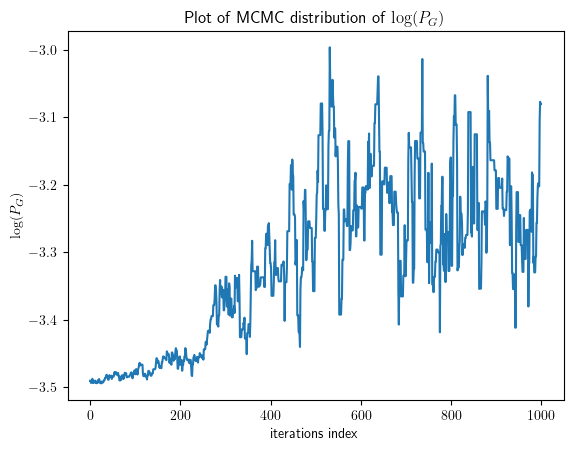 Plot of MCMC distribution of log(P_G)
log(P_G)
−3.0
−3.1
−3.2
−3.3
−3.4
−3.5
0 200 400 600 800 1000
iterations index